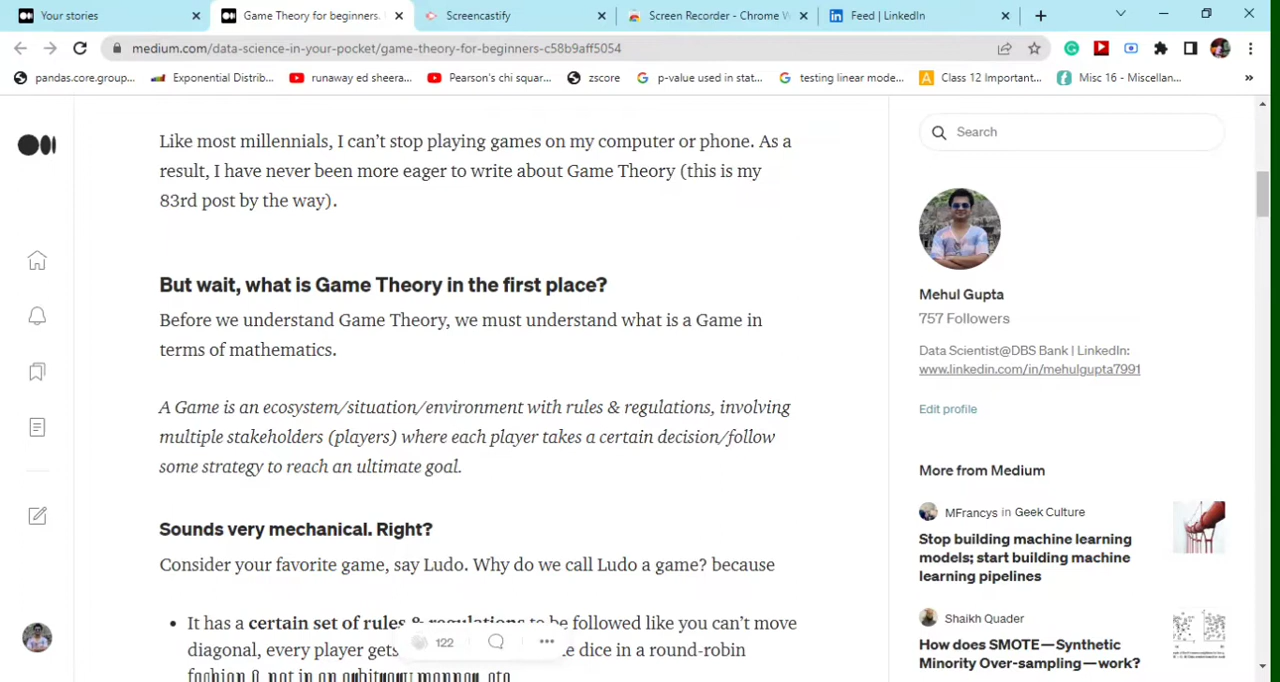 Your stories
Game Theory for beginners.
Screencastify
Screen Recorder - Chrome W
Feed | LinkedIn
medium.com/data-science-in-your-pocket/game-theory-for-beginners-c58b9aff5054
pandas.core.group...
Exponential Distrib...
runaway ed sheera...
Pearson's chi squar...
zscore
p-value used in stat...
testing linear mode...
Class 12 Important...
Misc 16 - Miscellan...
Like most millennials, I can't stop playing games on my computer or phone. As a
result, I have never been more eager to write about Game Theory (this is my
83rd post by the way).
But wait, what is Game Theory in the first place?
Before we understand Game Theory, we must understand what is a Game in
terms of mathematics.
A Game is an ecosystem/situation/environment with rules & regulations, involving
multiple stakeholders (players) where each player takes a certain decision/follow
some strategy to reach an ultimate goal.
Sounds very mechanical. Right?
Consider your favorite game, say Ludo. Why do we call Ludo a game? because
• It has a certain set of rules & regulations to be followed like you can't move
diagonal, every player gets dice in a round-robin
122
Search
Mehul Gupta
757 Followers
Data Scientist@DBS Bank | LinkedIn:
www.linkedin.com/in/mehulgupta7991
Edit profile
More from Medium
MFrancys in Geek Culture
Stop building machine learning
models; start building machine
learning pipelines
Shaikh Quader
How does SMOTE—Synthetic
Minority Over-sampling—work?